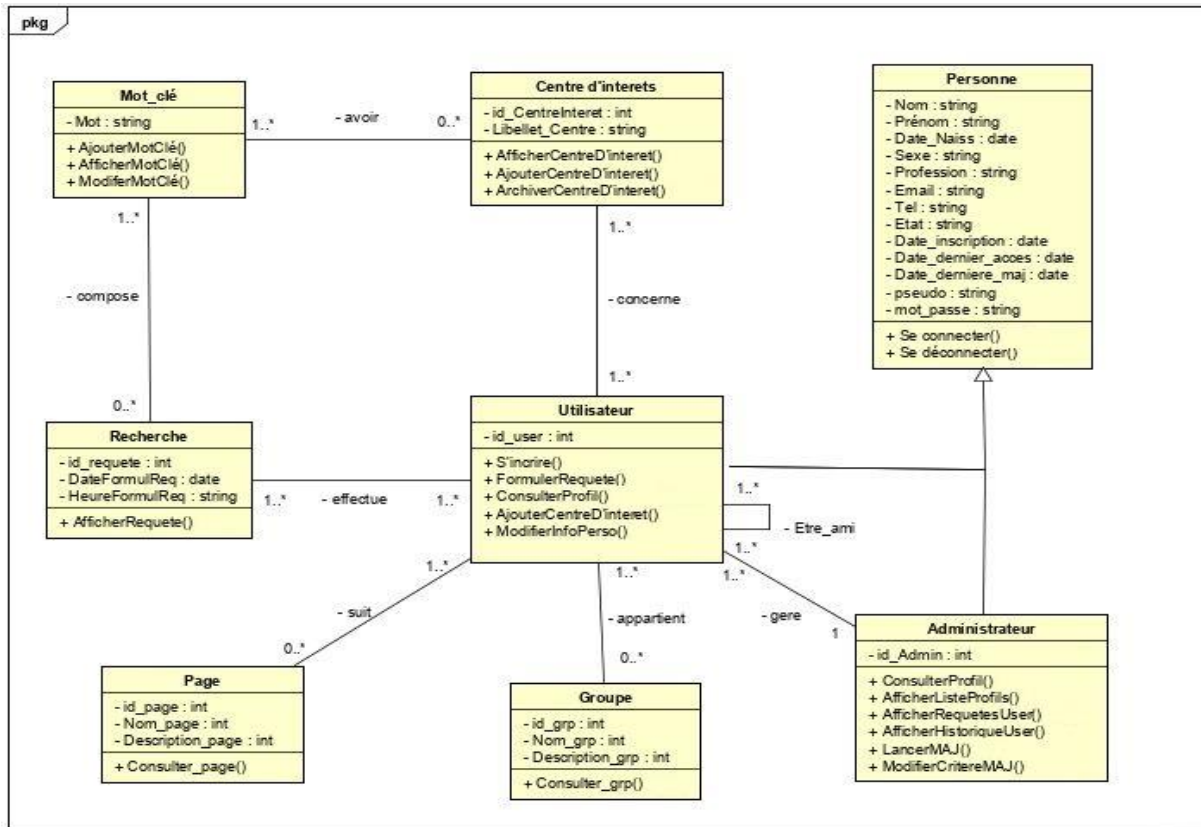 pkg
Mot_clé
- Mot : string
+ AjouterMotClé()
+ AfficherMotClé()
+ ModiferMotClé()
1..*
- avoir
0..*
Centre d'interets
- id_CentreInteret : int
- Libellet_Centre : string
+ AfficherCentreD'interet()
+ AjouterCentreD'interet()
+ ArchiverCentreD'interet()
Personne
- Nom : string
- Prénom : string
- Date_Naiss : date
- Sexe : string
- Profession : string
- Email : string
- Tel : string
- Etat : string
- Date_inscription : date
- Date_dernier_acces : date
- Date_derniere_maj : date
- pseudo : string
- mot_passe : string
+ Se connecter()
+ Se déconnecter()
1..*
- compose
0..*
1..*
- concerne
1..*
Recherche
- id_requete : int
- DateFormulReq : date
- HeureFormulReq : string
+ AfficherRequete()
1..*
- effectue
1..*
Utilisateur
- id_user : int
+ S'incrire()
+ FormulerRequete()
+ ConsulterProfil()
+ AjouterCentreD'interet()
+ ModifierInfoPerso()
1..*
- Etre_ami
1..*
1..*
- suit
0..*
1..*
- appartient
0..*
1..*
- gere
1
Page
- id_page : int
- Nom_page : int
- Description_page : int
+ Consulter_page()
Groupe
- id_grp : int
- Nom_grp : int
- Description_grp : int
+ Consulter_grp()
Administrateur
- id_Admin : int
+ ConsulterProfil()
+ AfficherListeProfils()
+ AfficherRequetesUser()
+ AfficherHistoriqueUser()
+ LancerMAJ()
+ ModifierCritereMAJ()